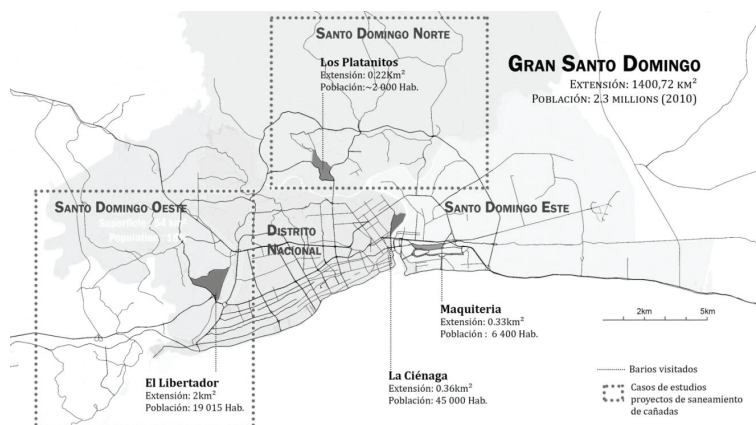 SANTO DOMINGO NORTE
Los Platanitos
Extensión: 0.22Km²
Población:~2 000 Hab.
GRAN SANTO DOMINGO
EXTENSIÓN: 1400,72 KM²
POBLACIÓN: 2.3 MILLIONS (2010)
SANTO DOMINGO OESTE
DISTRITO
NACIONAL
SANTO DOMINGO ESTE
Maquiteria
Extensión: 0.33km²
Población : 6 400 Hab.
2km 5km
El Libertador
Extensión: 2km²
Población: 19 015 Hab.
La Ciénaga
Extensión: 0.36km²
Población: 45 000 Hab.
Barios visitados
Casos de estudios
proyectos de saneamiento
de cañadas